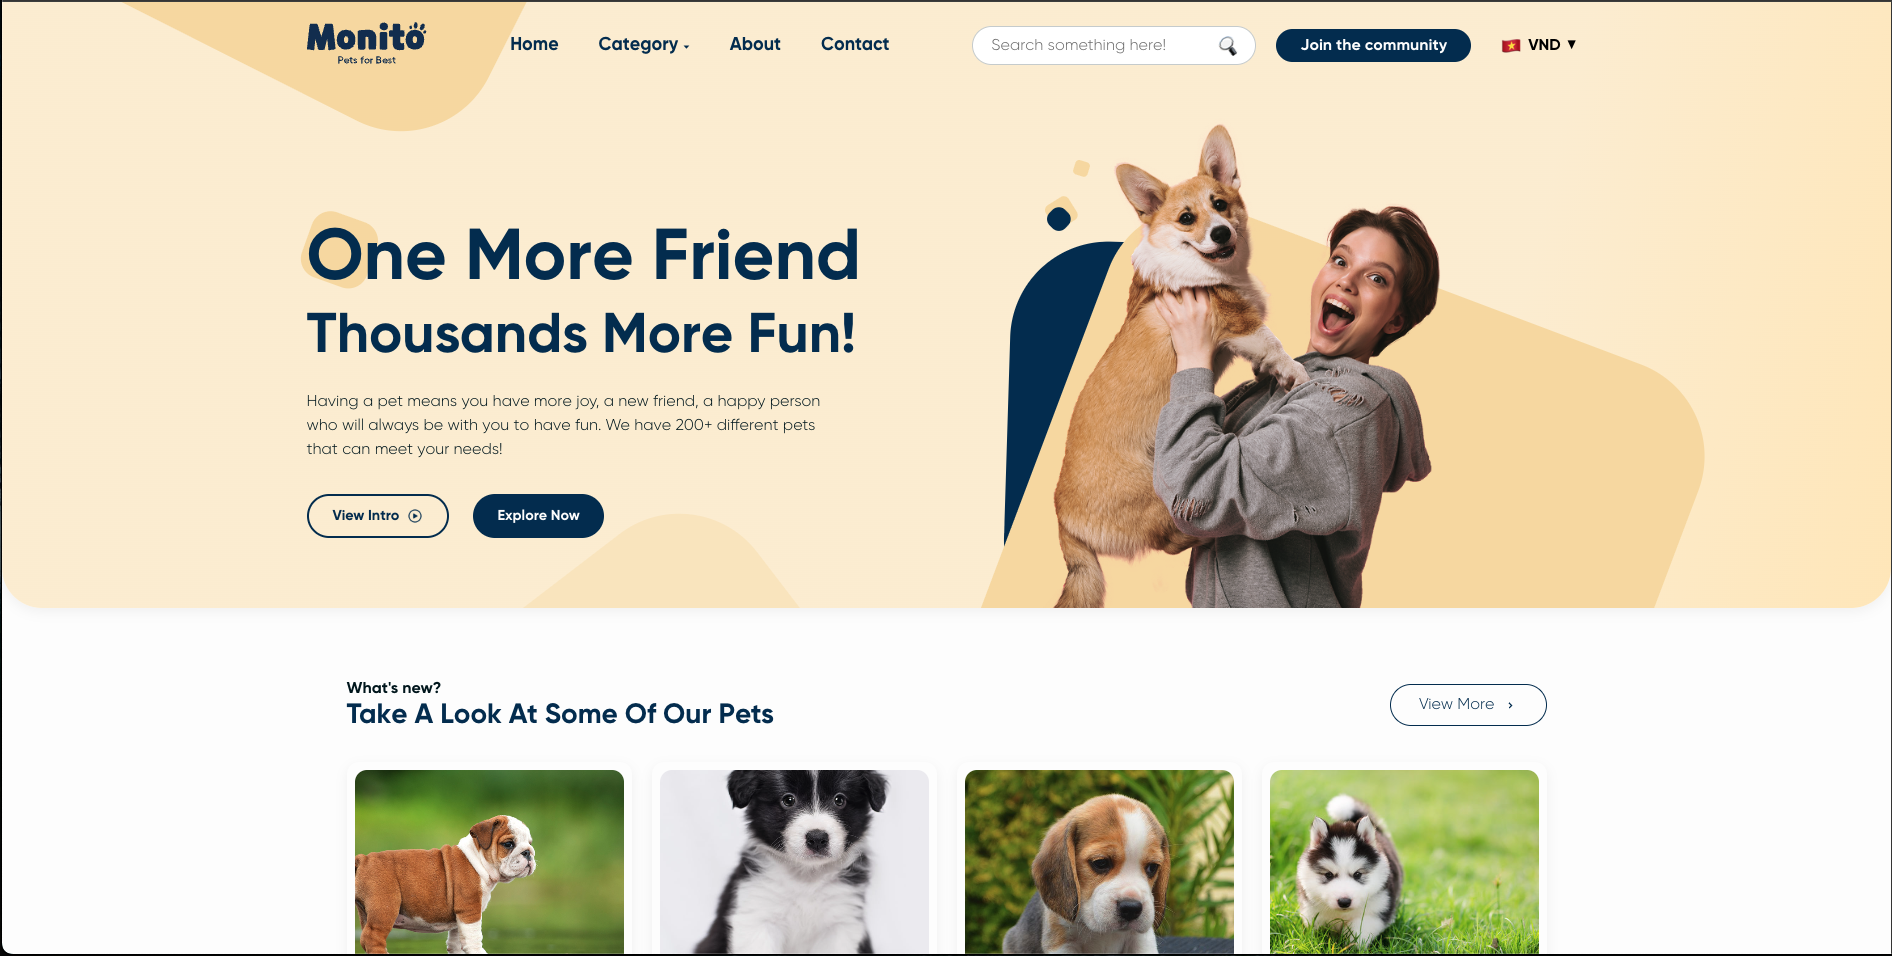 Monito
Pets for Best
Home
Category
About
Contact
Search something here!
Join the community
VND
One More Friend
Thousands More Fun!
Having a pet means you have more joy, a new friend, a happy person
who will always be with you to have fun. We have 200+ different pets
that can meet your needs!
View Intro
Explore Now
What's new?
Take A Look At Some Of Our Pets
View More